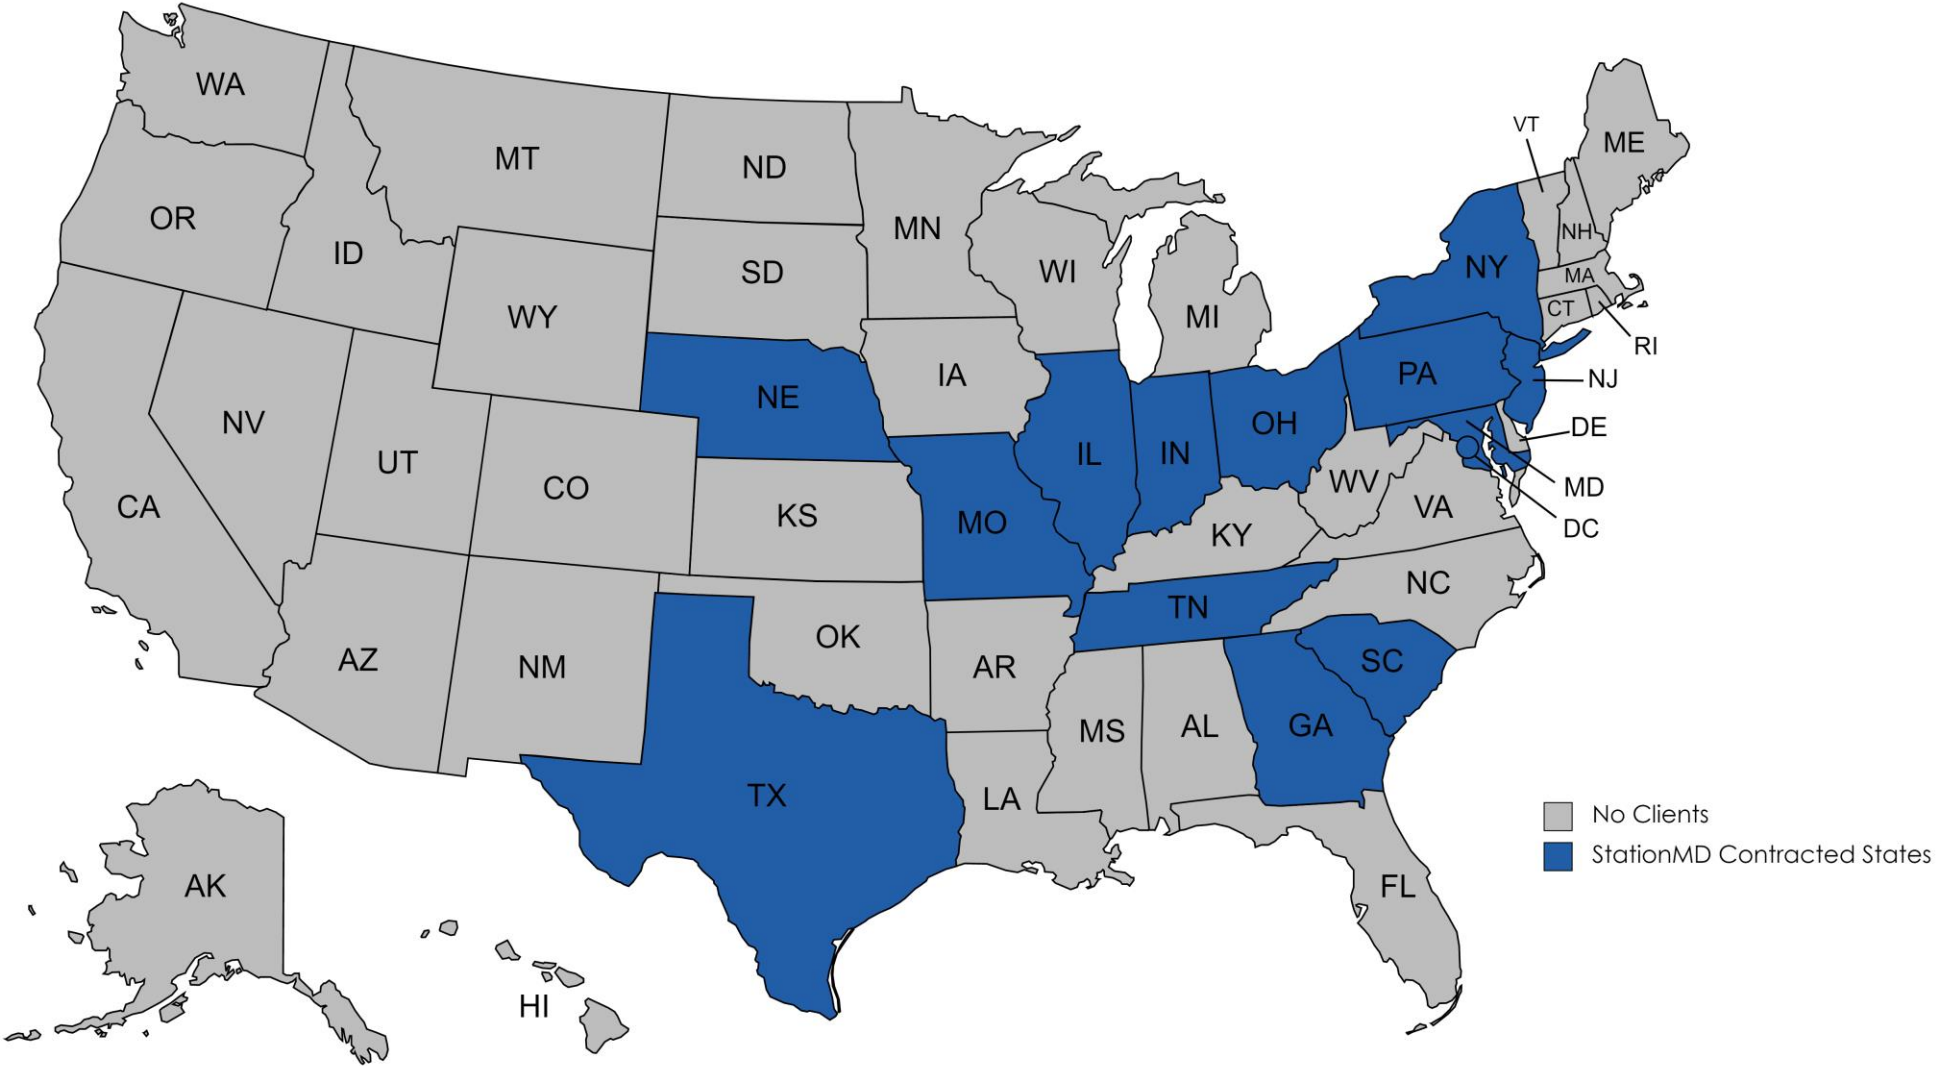 WA
MT
ND
MN
VT
ME
OR
ID
SD
WI
MI
NY
NH
MA
CT
RI
WY
NE
IA
PA
NJ
NV
UT
CO
IL
IN
OH
DE
CA
KS
MO
WV
VA
MD
DC
KY
NC
TN
AZ
NM
OK
AR
SC
MS
AL
GA
TX
LA
No Clients
StationMD Contracted States
AK
FL
HI